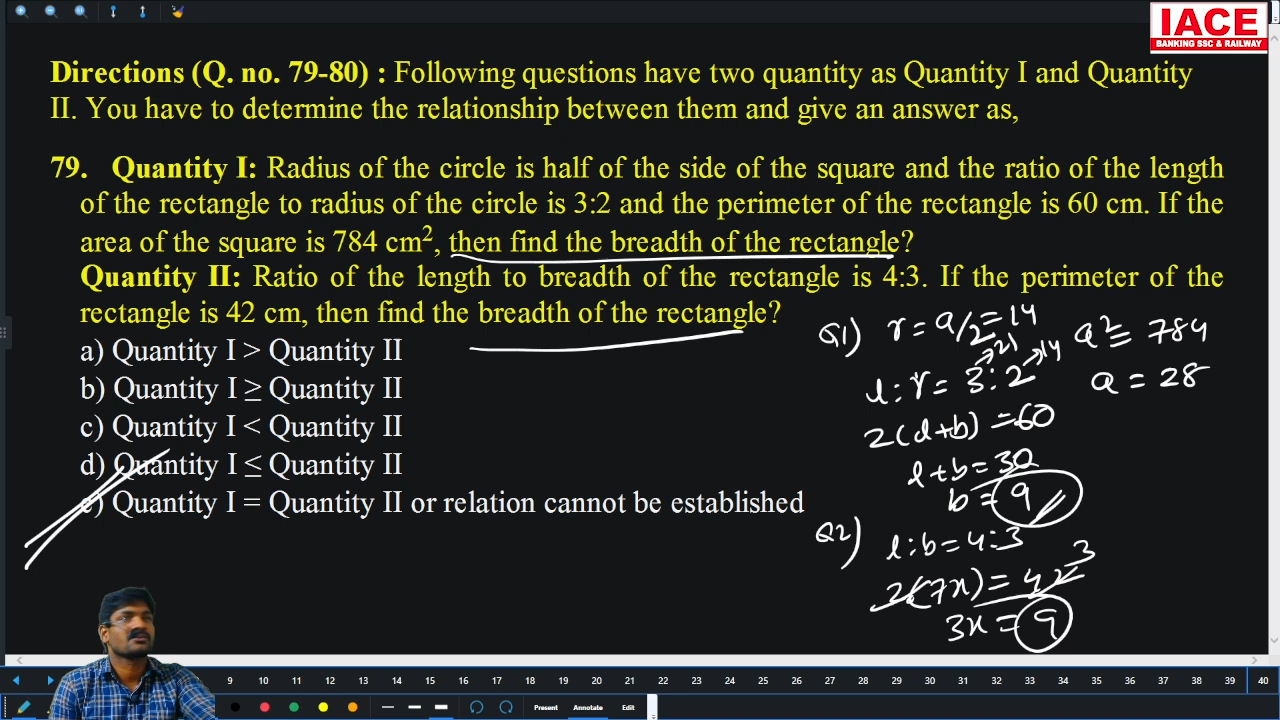 IACE
BANKING SSC & RAILWAY
Directions (Q. no. 79-80) : Following questions have two quantity as Quantity I and Quantity
II. You have to determine the relationship between them and give an answer as,
79. Quantity I: Radius of the circle is half of the side of the square and the ratio of the length
of the rectangle to radius of the circle is 3:2 and the perimeter of the rectangle is 60 cm. If the
area of the square is 784 cm², then find the breadth of the rectangle?
Quantity II: Ratio of the length to breadth of the rectangle is 4:3. If the perimeter of the
rectangle is 42 cm, then find the breadth of the rectangle?
a) Quantity I > Quantity II
b) Quantity I ≥ Quantity II
c) Quantity I < Quantity II
d) Quantity I ≤ Quantity II
e) Quantity I = Quantity II or relation cannot be established
Q1) r = a/2 = 14
a² = 784
→21 →14
l : r = 3 : 2
a = 28
2(l+b) = 60
l+b = 30
b = 9
Q2) l : b = 4 : 3
2(7x) = 42 3
3x = 9
9 10 11 12 13 14 15 16 17 18 19 20 21 22 23 24 25 26 27 28 29 30 31 32 33 34 35 36 37 38 39 40
Present Annotate Edit